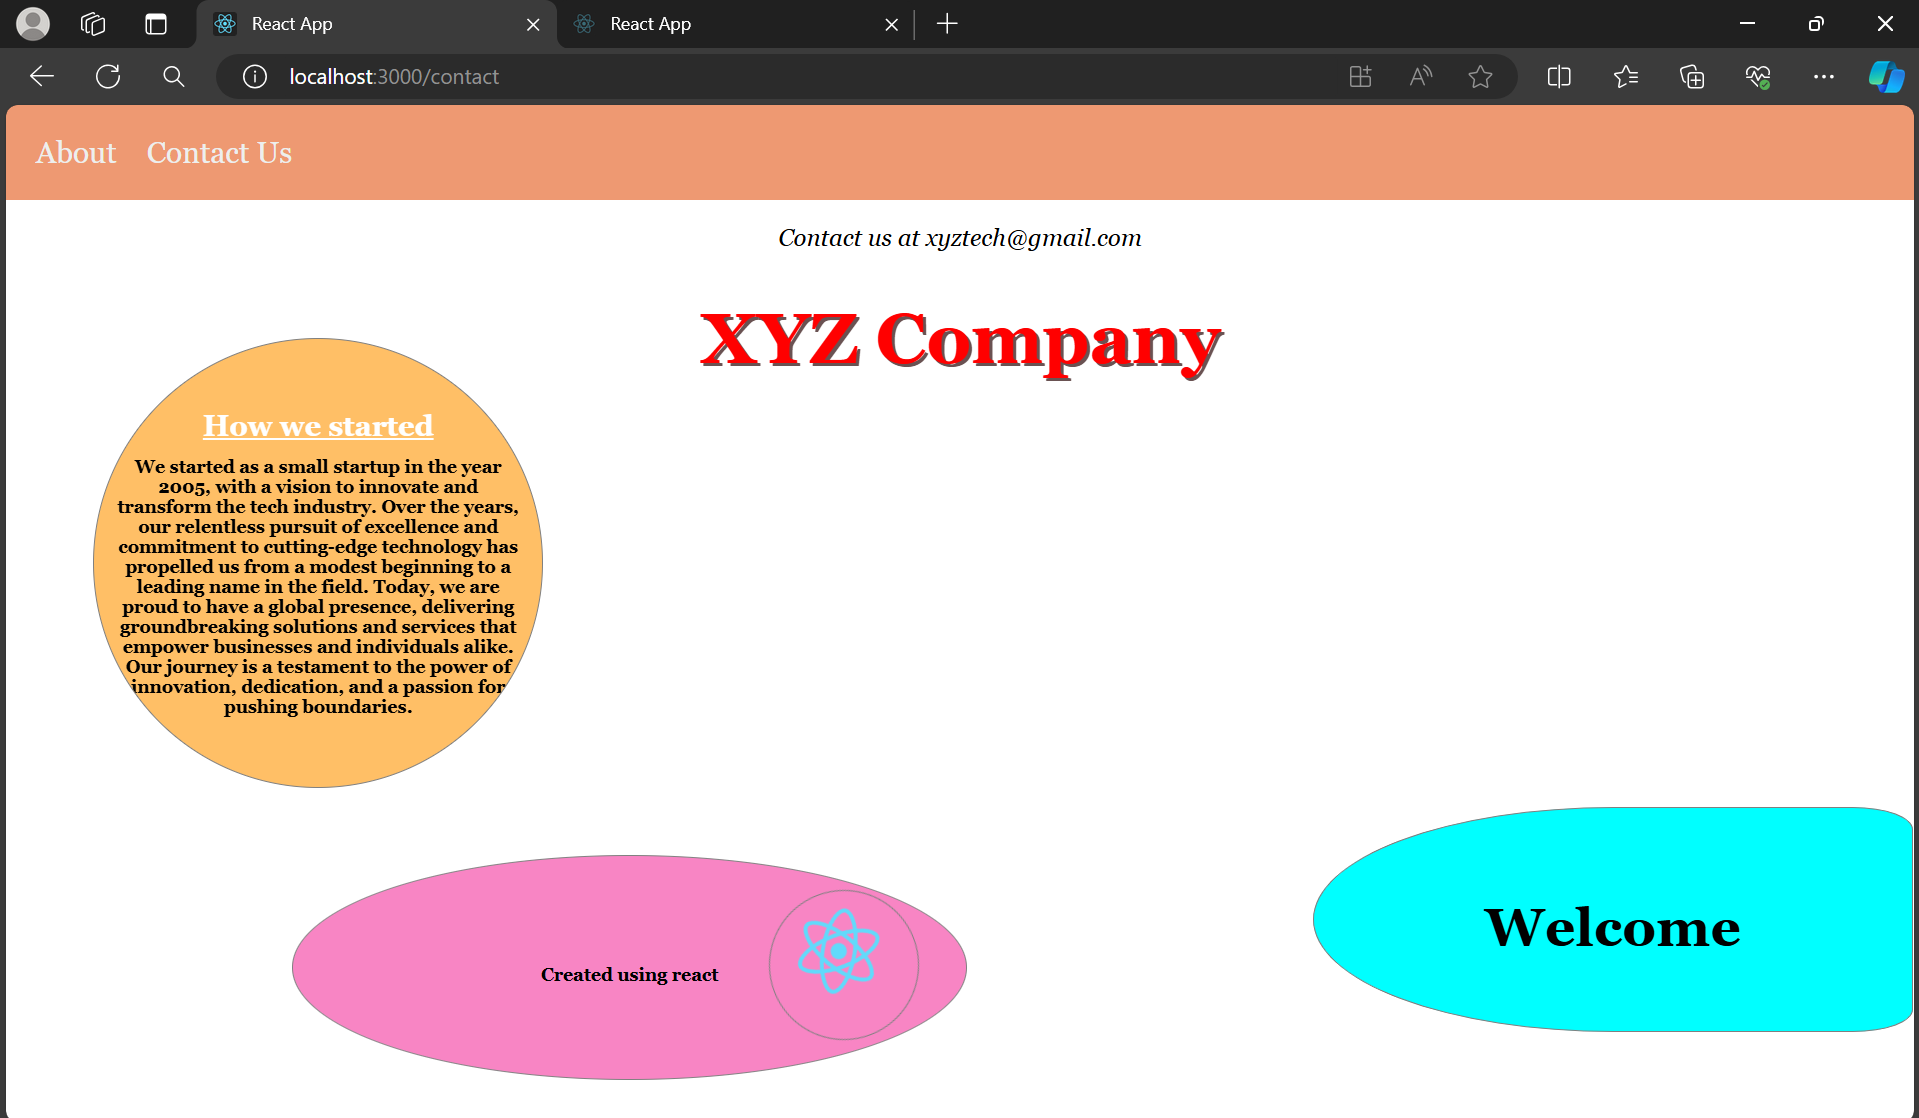 React App
React App
localhost:3000/contact
About
Contact Us
Contact us at xyztech@gmail.com
XYZ Company
How we started
We started as a small startup in the year
2005, with a vision to innovate and
transform the tech industry. Over the years,
our relentless pursuit of excellence and
commitment to cutting-edge technology has
propelled us from a modest beginning to a
leading name in the field. Today, we are
proud to have a global presence, delivering
groundbreaking solutions and services that
empower businesses and individuals alike.
Our journey is a testament to the power of
innovation, dedication, and a passion for
pushing boundaries.
Welcome
Created using react